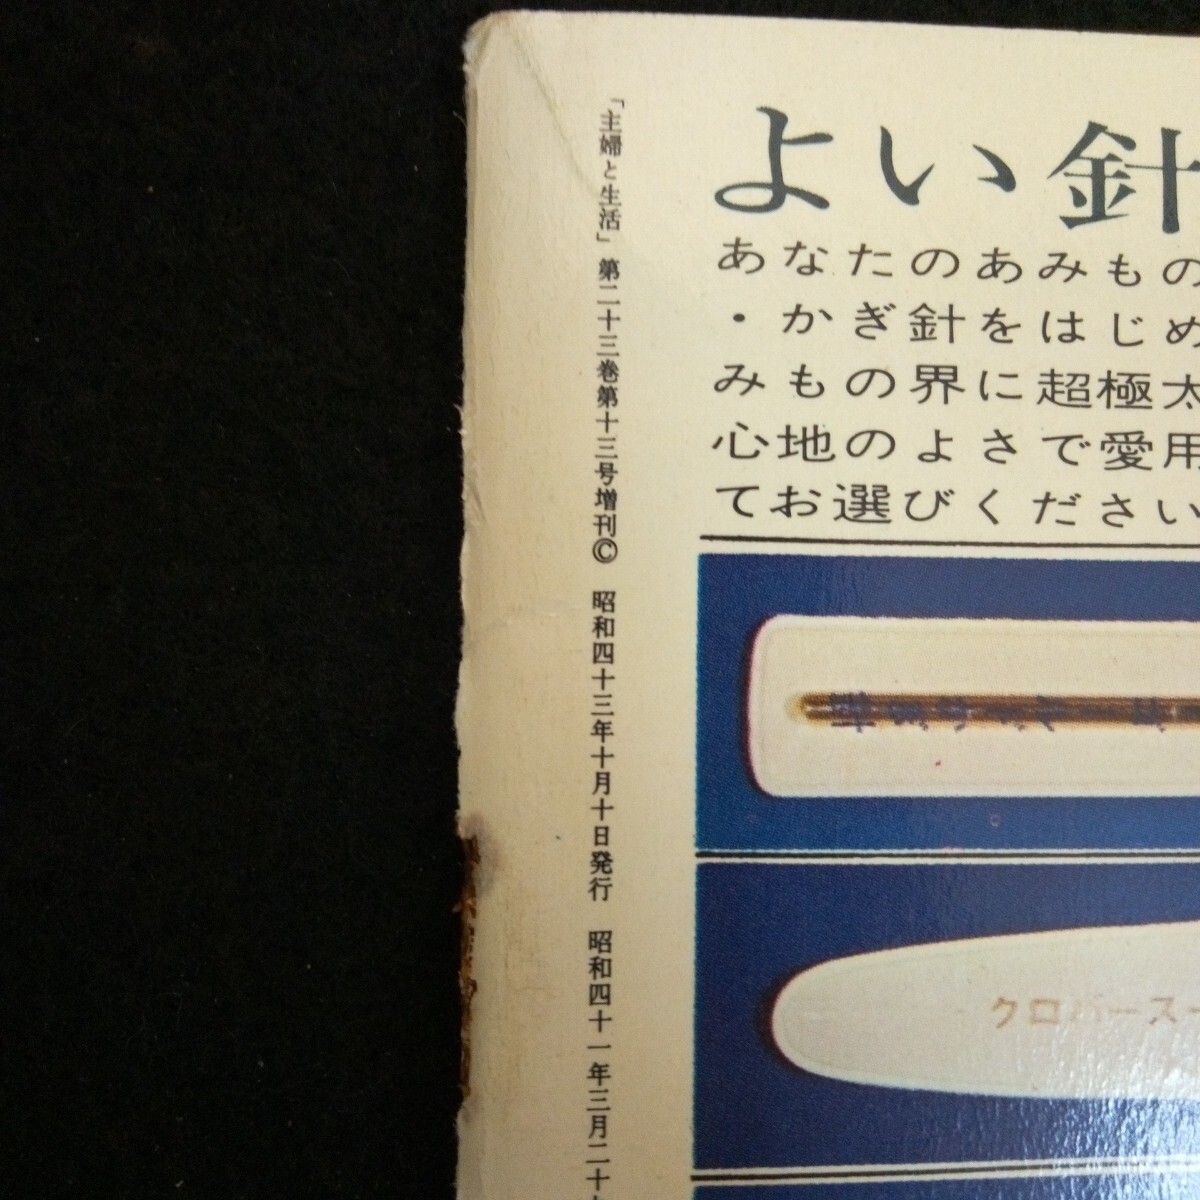 「主婦と生活」第二十三巻第十三号増刊© 昭和四十三年十月十日発行 昭和四十一年三月二十
よい針
あなたのあみもの
・かぎ針をはじめ
みもの界に超極太
心地のよさで愛用
てお選びください
クロバース